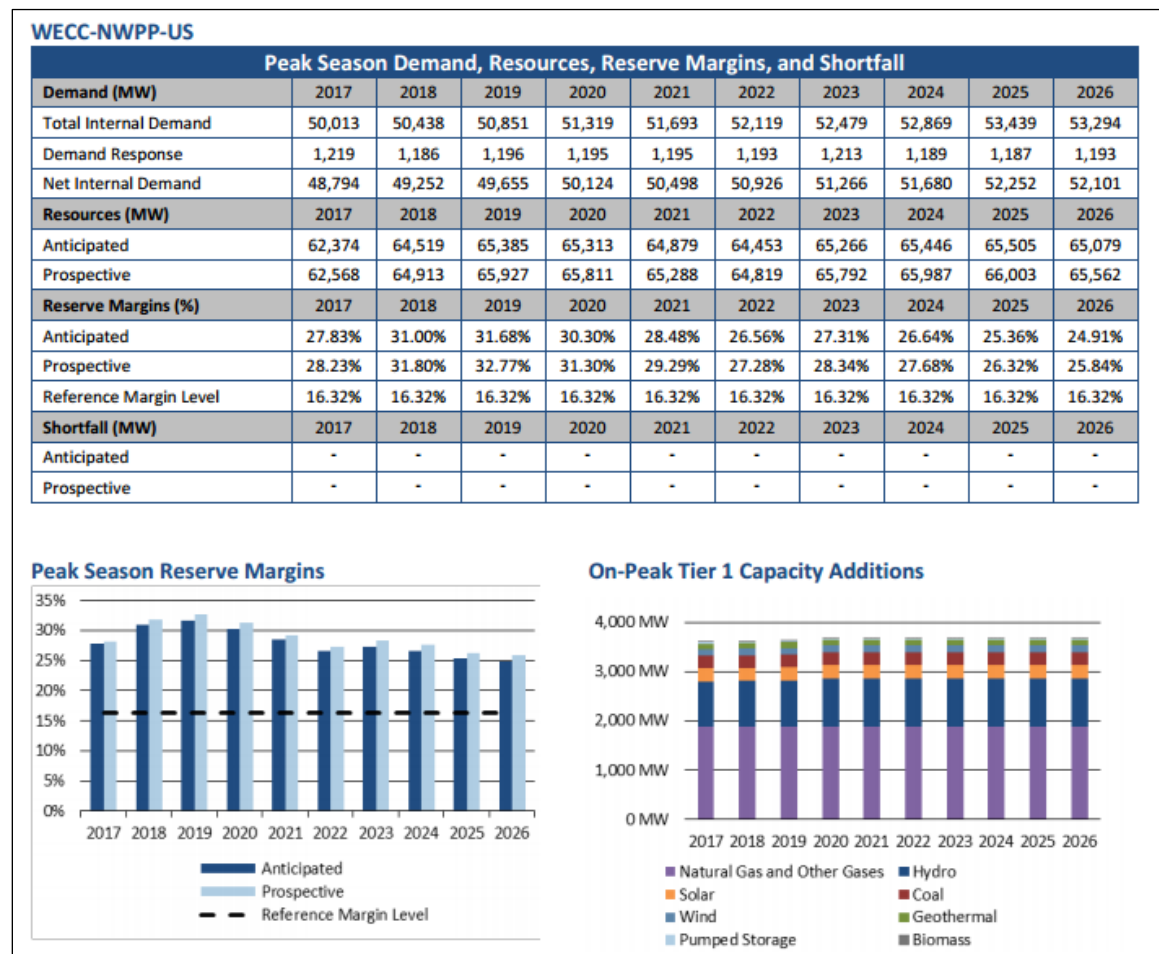 WECC-NWPP-US
Peak Season Demand, Resources, Reserve Margins, and Shortfall
Demand (MW) 2017 2018 2019 2020 2021 2022 2023 2024 2025 2026
Total Internal Demand 50,013 50,438 50,851 51,319 51,693 52,119 52,479 52,869 53,439 53,294
Demand Response 1,219 1,186 1,196 1,195 1,195 1,193 1,213 1,189 1,187 1,193
Net Internal Demand 48,794 49,252 49,655 50,124 50,498 50,926 51,266 51,680 52,252 52,101
Resources (MW) 2017 2018 2019 2020 2021 2022 2023 2024 2025 2026
Anticipated 62,374 64,519 65,385 65,313 64,879 64,453 65,266 65,446 65,505 65,079
Prospective 62,568 64,913 65,927 65,811 65,288 64,819 65,792 65,987 66,003 65,562
Reserve Margins (%) 2017 2018 2019 2020 2021 2022 2023 2024 2025 2026
Anticipated 27.83% 31.00% 31.68% 30.30% 28.48% 26.56% 27.31% 26.64% 25.36% 24.91%
Prospective 28.23% 31.80% 32.77% 31.30% 29.29% 27.28% 28.34% 27.68% 26.32% 25.84%
Reference Margin Level 16.32% 16.32% 16.32% 16.32% 16.32% 16.32% 16.32% 16.32% 16.32% 16.32%
Shortfall (MW) 2017 2018 2019 2020 2021 2022 2023 2024 2025 2026
Anticipated - - - - - - - - - -
Prospective - - - - - - - - - -
Peak Season Reserve Margins
35%
30%
25%
20%
15%
10%
5%
0%
2017 2018 2019 2020 2021 2022 2023 2024 2025 2026
Anticipated
Prospective
Reference Margin Level
On-Peak Tier 1 Capacity Additions
4,000 MW
3,000 MW
2,000 MW
1,000 MW
0 MW
2017 2018 2019 2020 2021 2022 2023 2024 2025 2026
Natural Gas and Other Gases Hydro
Solar Coal
Wind Geothermal
Pumped Storage Biomass